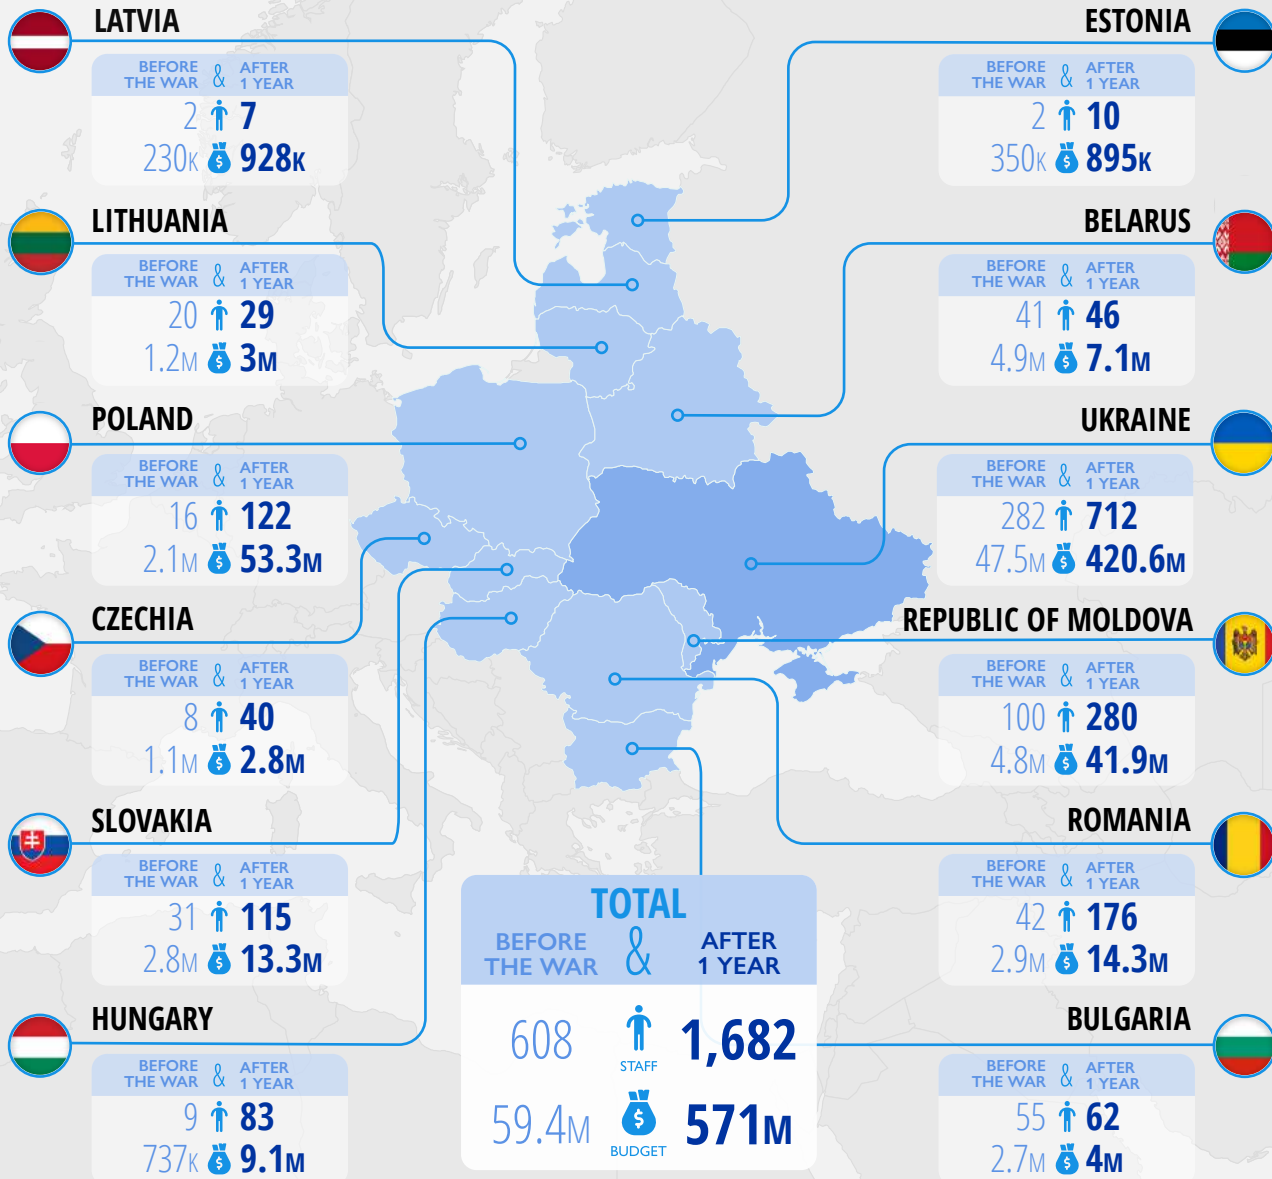 LATVIA
BEFORE THE WAR & AFTER 1 YEAR
2 7
230K 928K
LITHUANIA
BEFORE THE WAR & AFTER 1 YEAR
20 29
1.2M 3M
POLAND
BEFORE THE WAR & AFTER 1 YEAR
16 122
2.1M 53.3M
CZECHIA
BEFORE THE WAR & AFTER 1 YEAR
8 40
1.1M 2.8M
SLOVAKIA
BEFORE THE WAR & AFTER 1 YEAR
31 115
2.8M 13.3M
HUNGARY
BEFORE THE WAR & AFTER 1 YEAR
9 83
737K 9.1M
ESTONIA
BEFORE THE WAR & AFTER 1 YEAR
2 10
350K 895K
BELARUS
BEFORE THE WAR & AFTER 1 YEAR
41 46
4.9M 7.1M
UKRAINE
BEFORE THE WAR & AFTER 1 YEAR
282 712
47.5M 420.6M
REPUBLIC OF MOLDOVA
BEFORE THE WAR & AFTER 1 YEAR
100 280
4.8M 41.9M
ROMANIA
BEFORE THE WAR & AFTER 1 YEAR
42 176
2.9M 14.3M
BULGARIA
BEFORE THE WAR & AFTER 1 YEAR
55 62
2.7M 4M
TOTAL
BEFORE THE WAR & AFTER 1 YEAR
608 1,682
STAFF
59.4M $ 571M
BUDGET